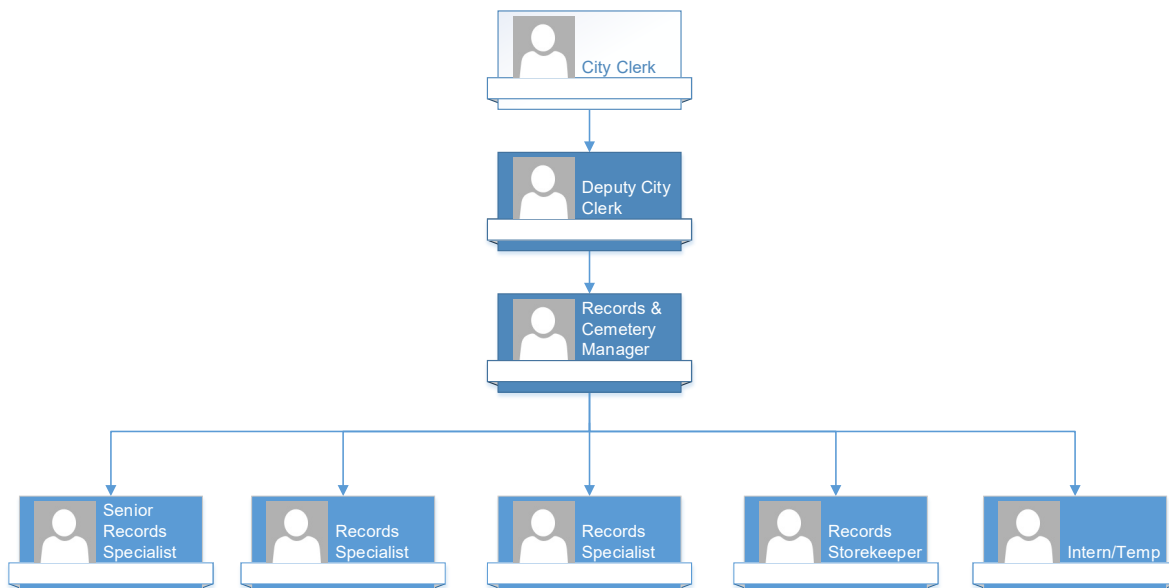 City Clerk
Deputy City
Clerk
Records &
Cemetery
Manager
Senior
Records
Specialist
Records
Specialist
Records
Specialist
Records
Storekeeper
Intern/Temp